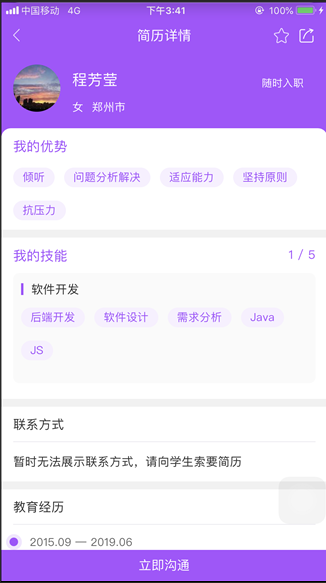 中国移动 4G 下午3:41 100%
简历详情
程芳莹
随时入职
女 郑州市
我的优势
倾听 问题分析解决 适应能力 坚持原则
抗压力
我的技能 1 / 5
软件开发
后端开发 软件设计 需求分析 Java
JS
联系方式
暂时无法展示联系方式，请向学生索要简历
教育经历
2015.09 — 2019.06
立即沟通